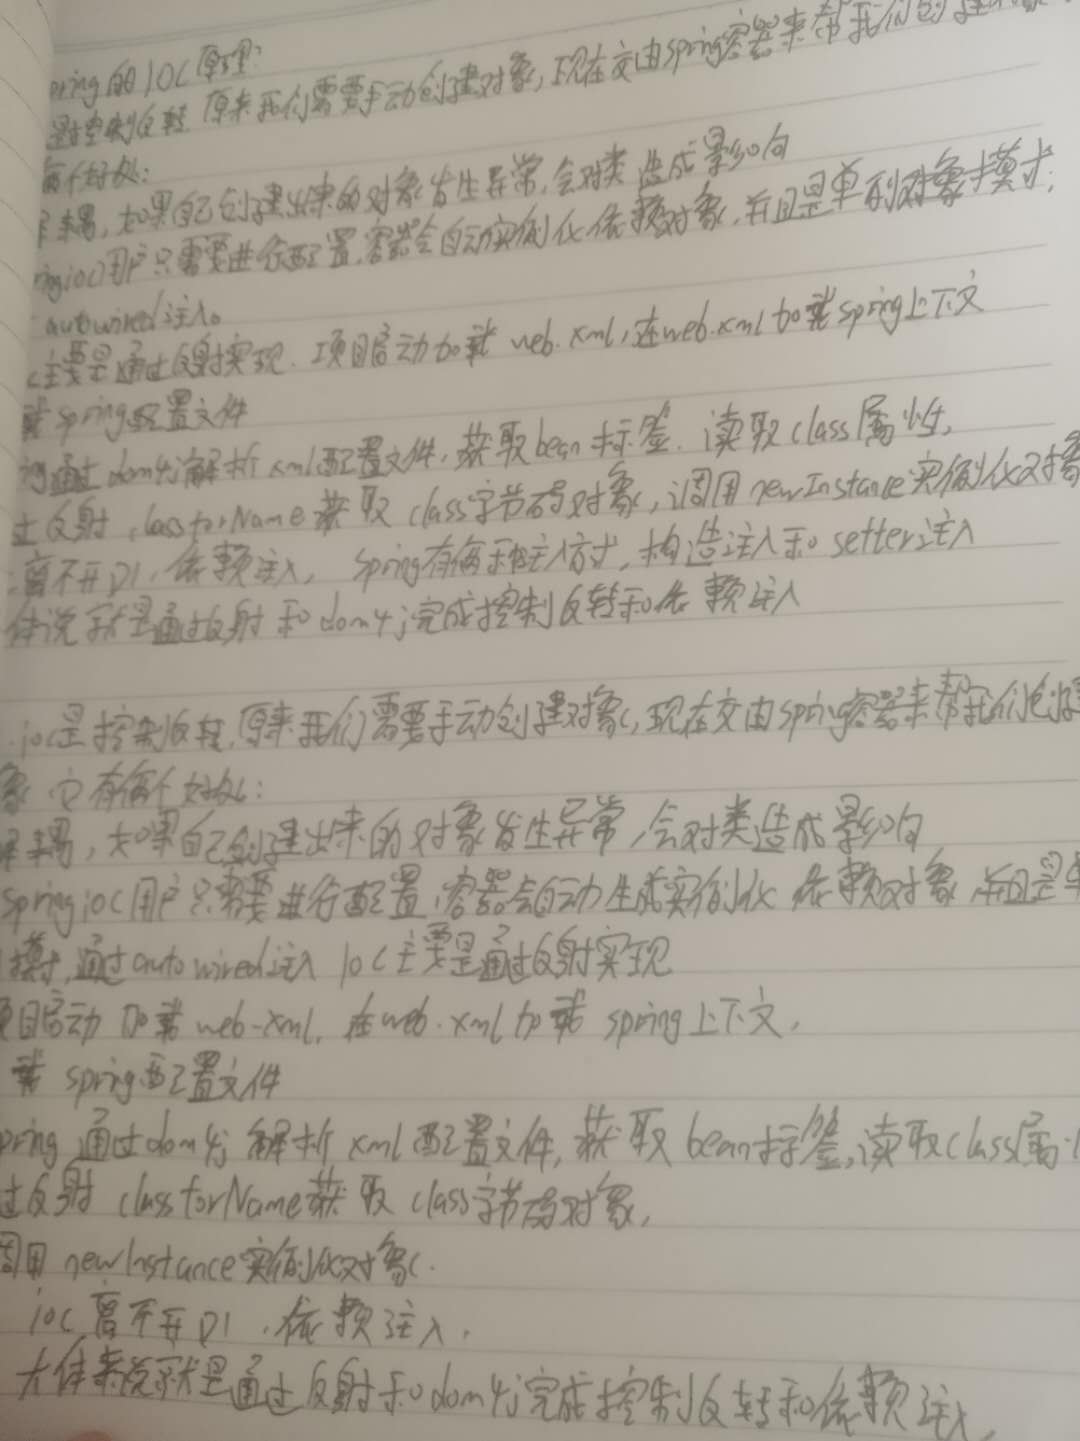 pring的IOC原理:
是控制反转 原来我们需要手动创建对象,现在交由spring容器来帮我们创建
有两个好处:
耦,如果自己创建出来的对象发生异常,会对类造成影响
ringioc用户只需要进行配置,容器会自动实例化依赖对象,并且是单例对象模式;
autowired注入。
主要是通过反射实现. 项目启动加载 web.xml,在web.xml加载spring上下文
载spring配置文件
通过dom4j解析xml配置文件,获取bean标签. 读取class属性,
过反射,classforName获取class字节码对象,调用newInstance实例化对象
离不开DI,依赖注入, Spring有两种注入方式,构造注入和setter注入
体说就是通过反射和dom4j完成控制反转和依赖注入
ioc是控制反转,原来我们需要手动创建对象,现在交由spring容器来帮我们创建
象 它有两个好处:
耦,如果自己创建出来的对象发生异常,会对类造成影响
springioc用户只需要进行配置,容器会自动生成实例化 依赖对象 并且是单
模式,通过autowired注入 IOC主要是通过反射实现
项目启动加载web-xml,在web.xml加载 spring上下文,
载 spring配置文件
pring 通过dom4j解析xml配置文件,获取bean标签,读取class属
过反射 classforName获取class字节码对象,
调用newInstance实例化对象.
ioc离不开DI,依赖注入,
大体来说就是通过反射和dom4j完成控制反转和依赖注入,